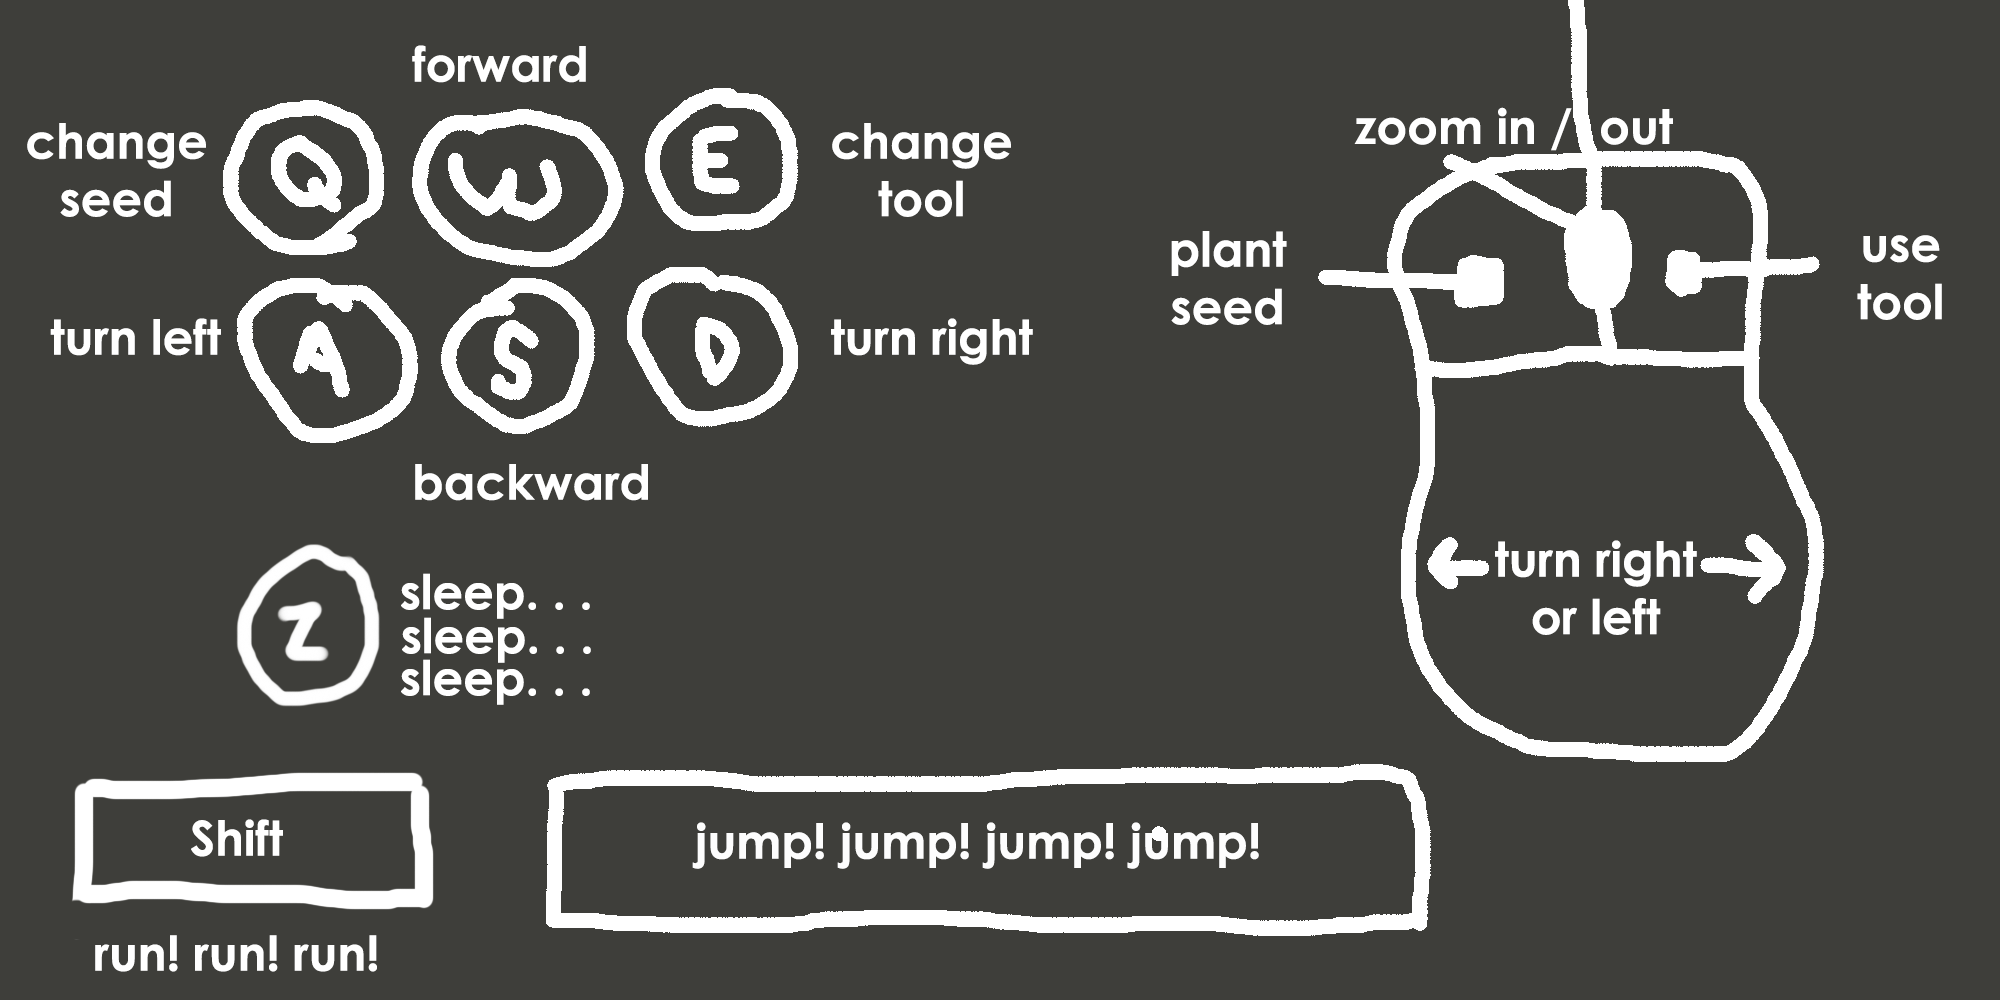 forward
change
seed
Q
W
E
change
tool
turn left
A
S
D
turn right
backward
Z
sleep. . .
sleep. . .
sleep. . .
Shift
run! run! run!
jump! jump! jump! jump!
zoom in / out
plant
seed
use
tool
turn right
or left